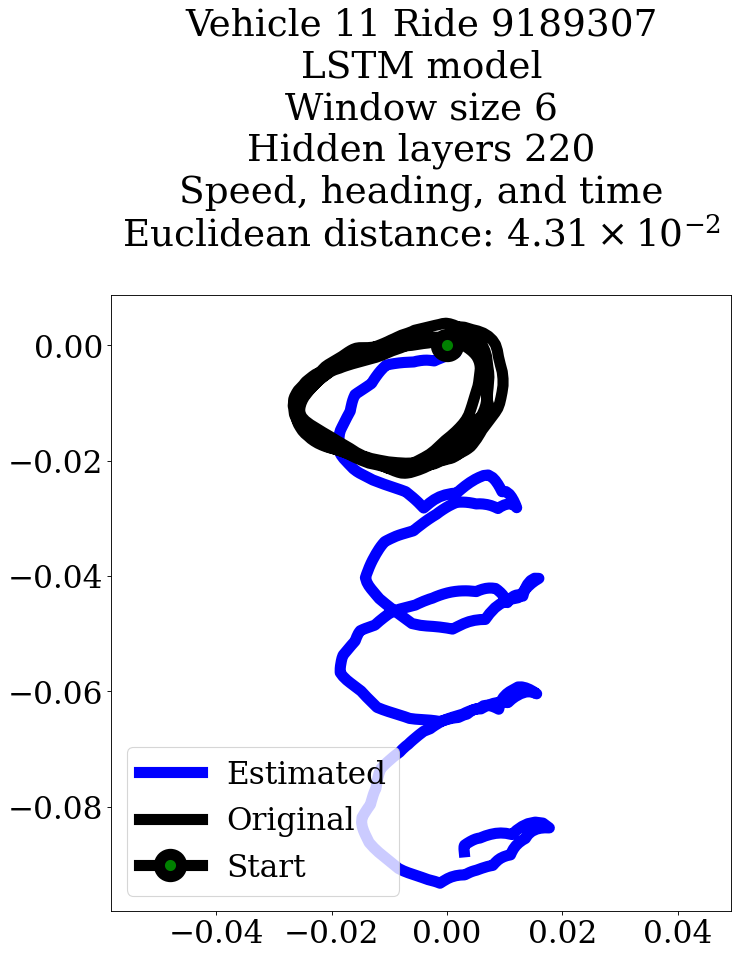 Vehicle 11 Ride 9189307
LSTM model
Window size 6
Hidden layers 220
Speed, heading, and time
Euclidean distance: 4.31 × 10⁻²
0.00
−0.02
−0.04
−0.06
−0.08
Estimated
Original
Start
−0.04 −0.02 0.00 0.02 0.04